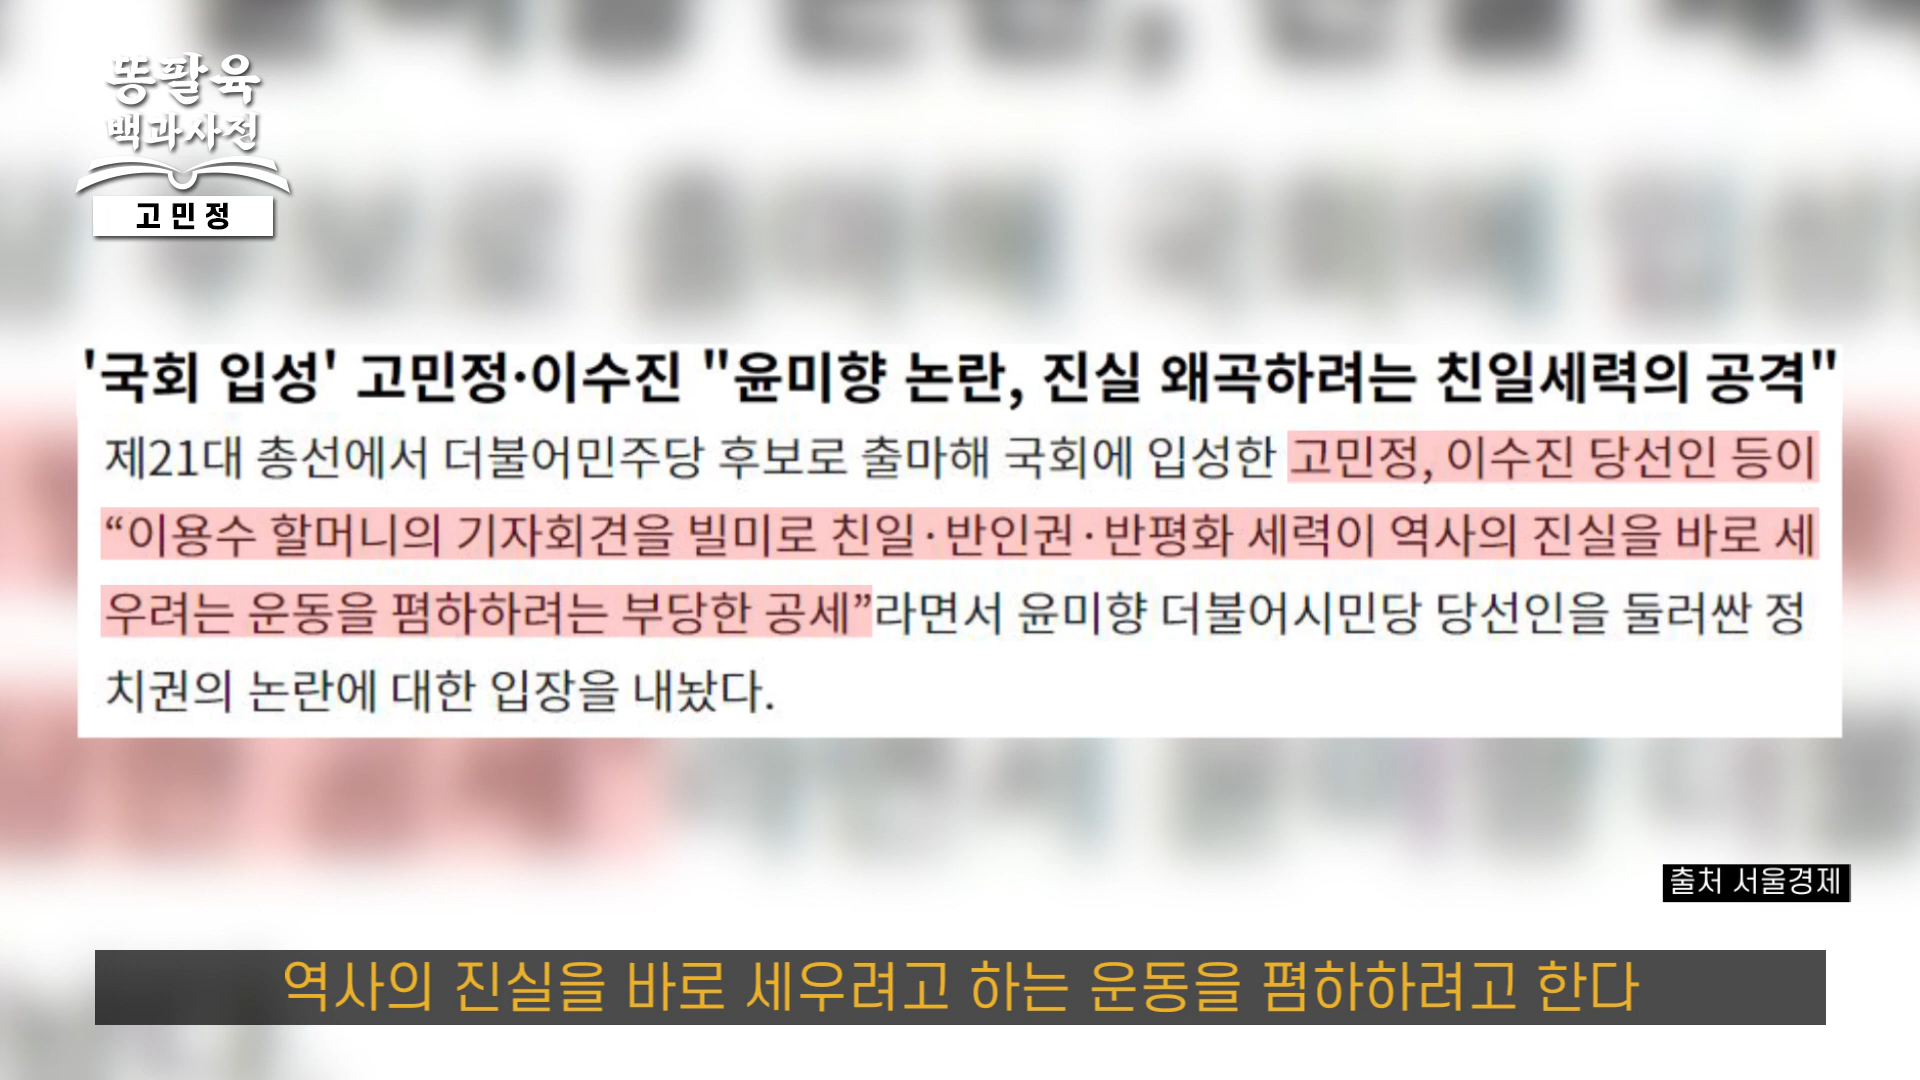 똥팔육
백과사전
고민정
'국회 입성' 고민정·이수진 "윤미향 논란, 진실 왜곡하려는 친일세력의 공격"
제21대 총선에서 더불어민주당 후보로 출마해 국회에 입성한 고민정, 이수진 당선인 등이
“이용수 할머니의 기자회견을 빌미로 친일·반인권·반평화 세력이 역사의 진실을 바로 세
우려는 운동을 폄하하려는 부당한 공세”라면서 윤미향 더불어시민당 당선인을 둘러싼 정
치권의 논란에 대한 입장을 내놨다.
출처 서울경제
역사의 진실을 바로 세우려고 하는 운동을 폄하하려고 한다